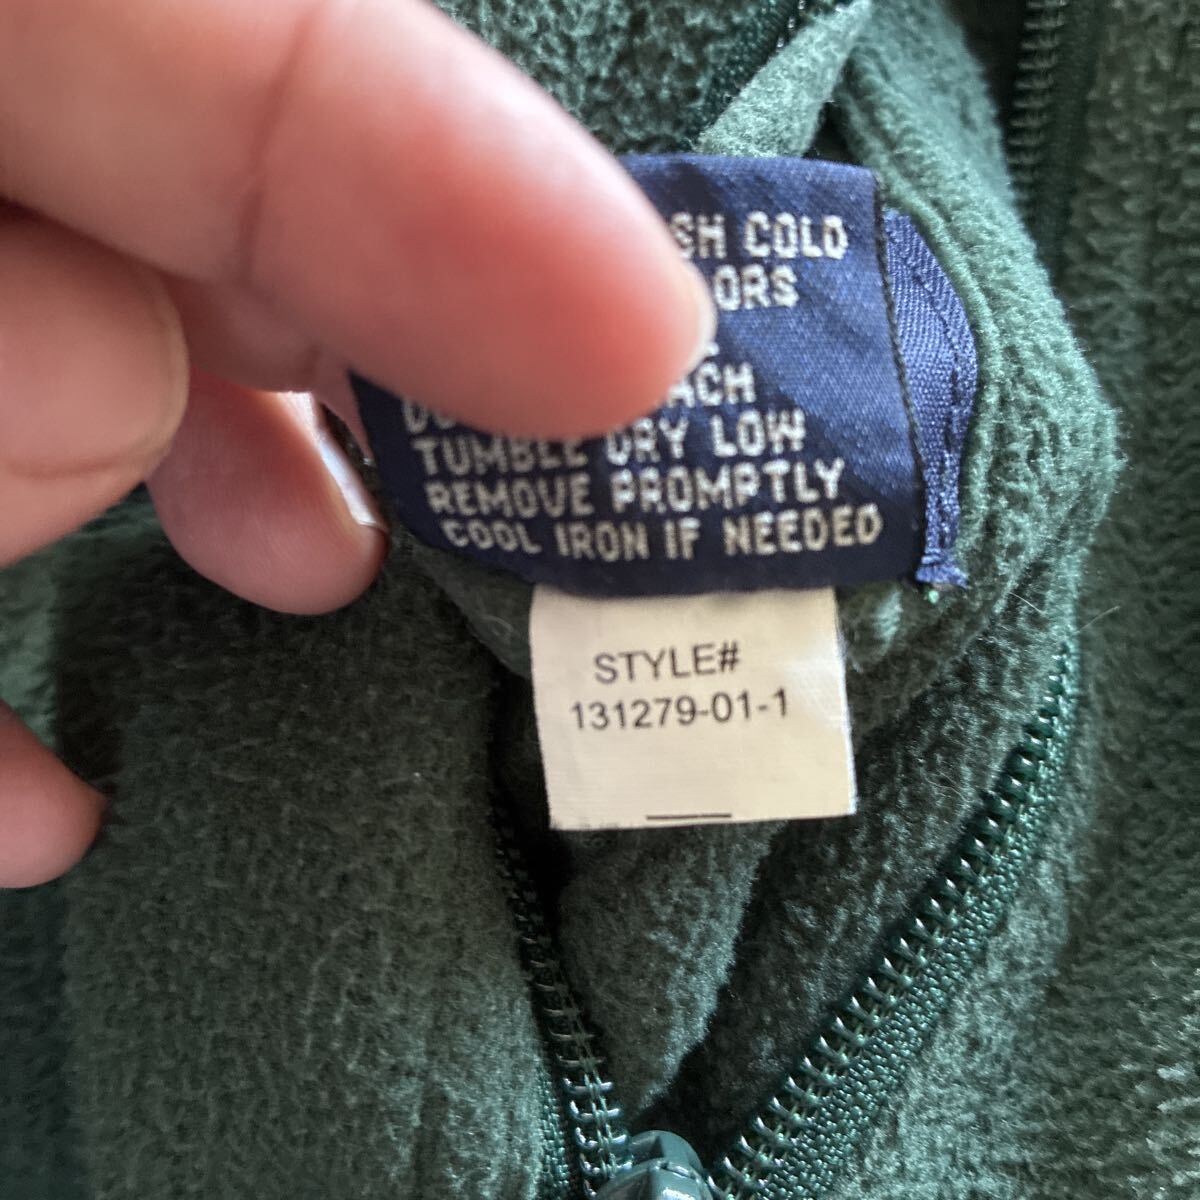 SH COLD
ORS
ACH
TUMBLE DRY LOW
REMOVE PROMPTLY
COOL IRON IF NEEDED
STYLE#
131279-01-1